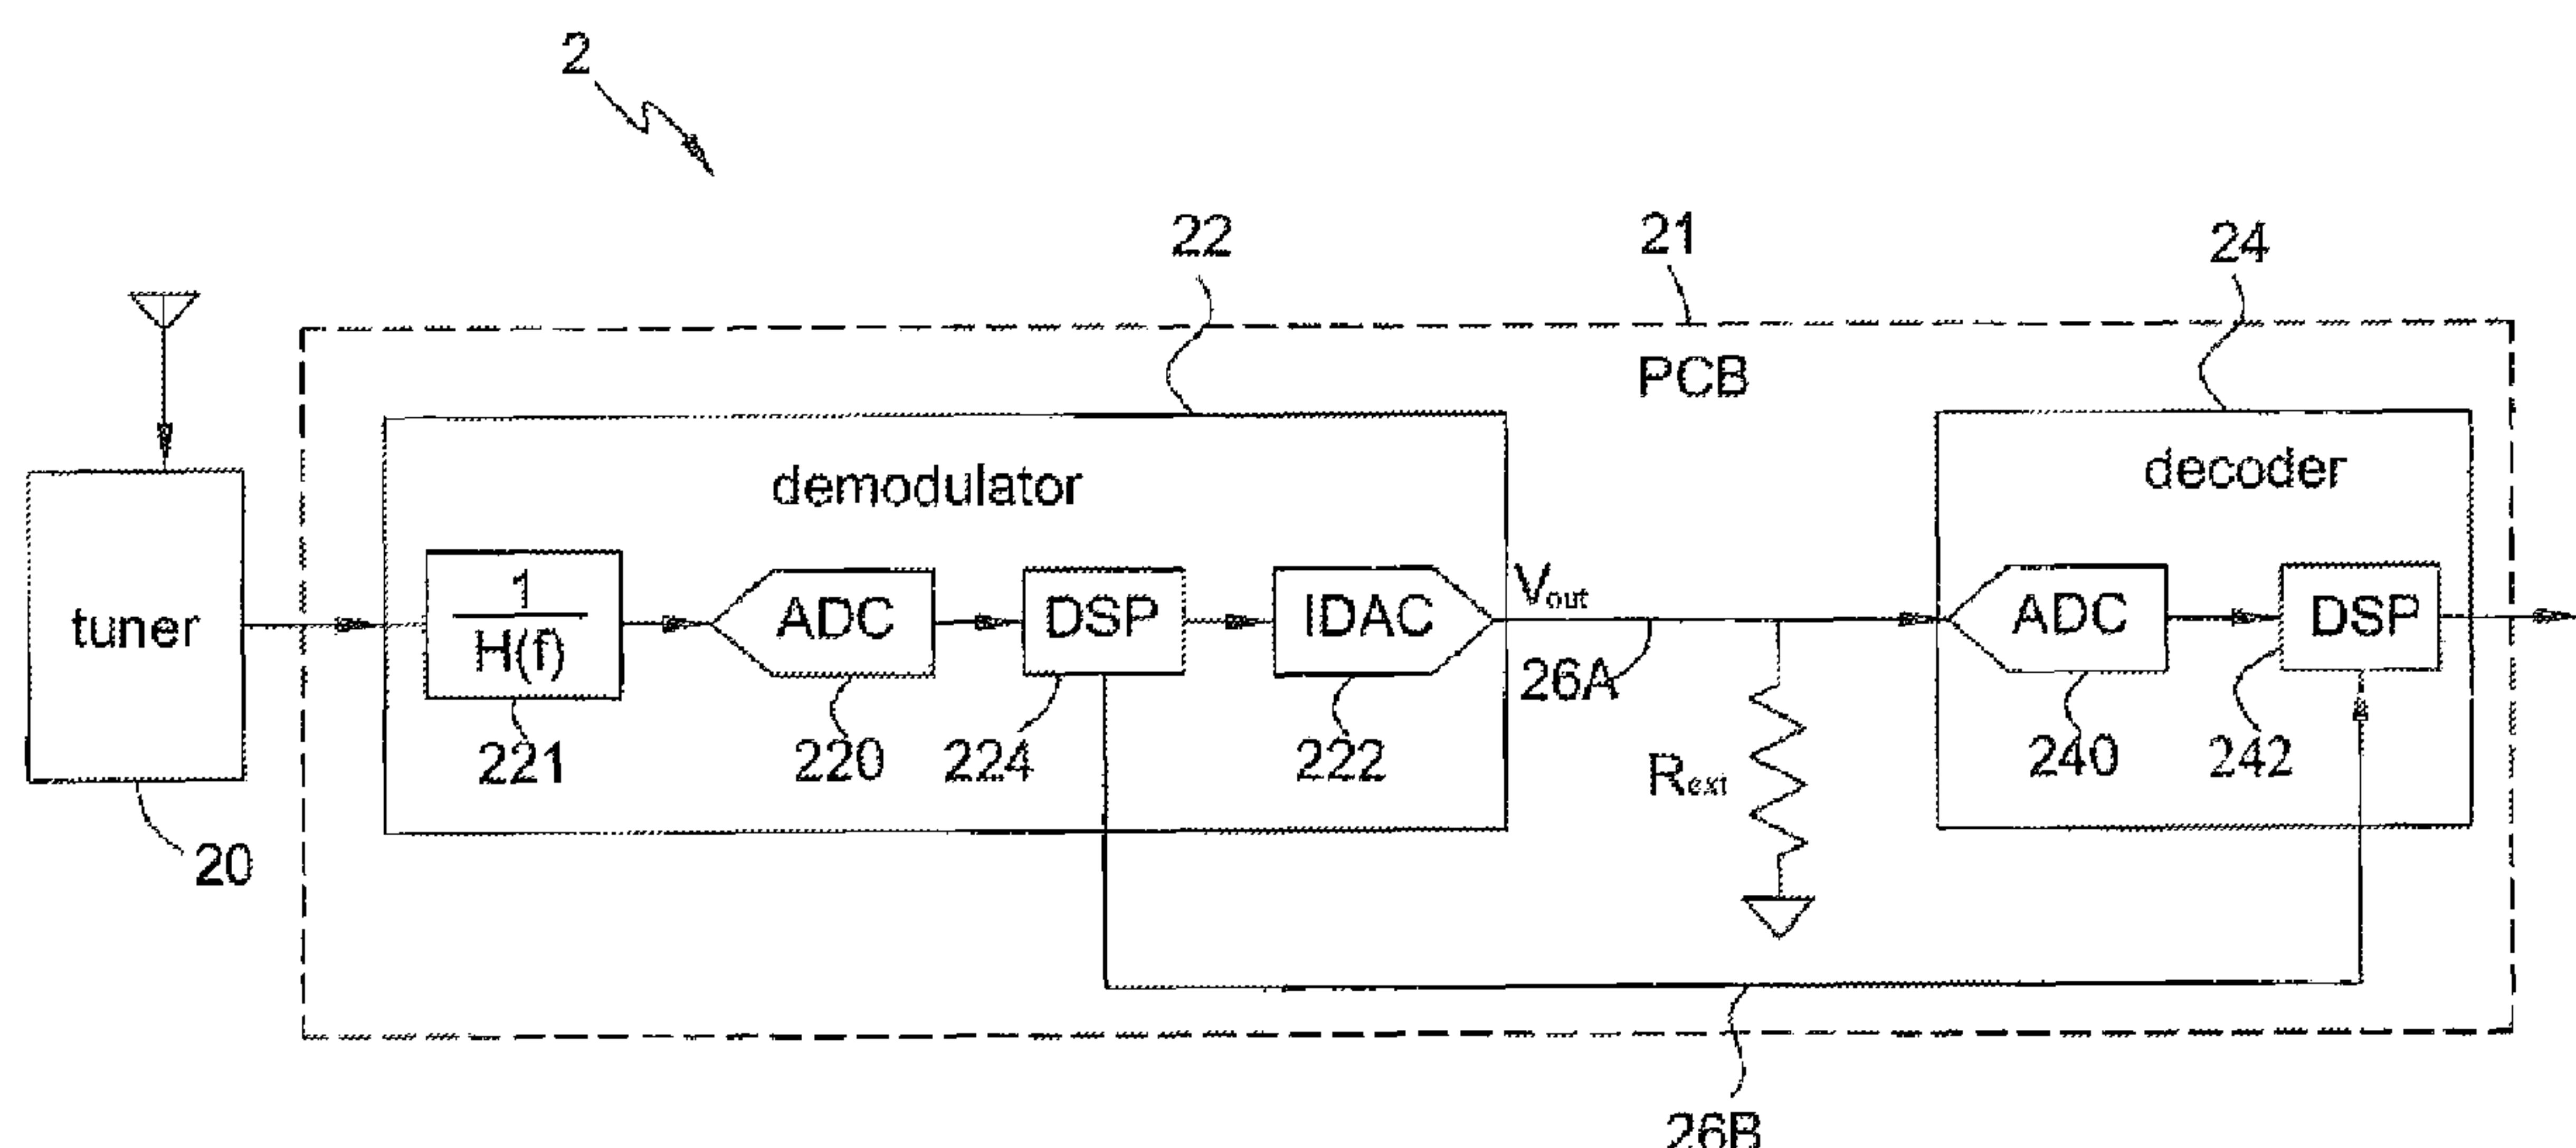 2
22
21
24
PCB
demodulator
decoder
tuner
1
H(f)
ADC
DSP
IDAC
Vout
26A
ADC
DSP
221
220
224
222
Rext
240
242
20
26B